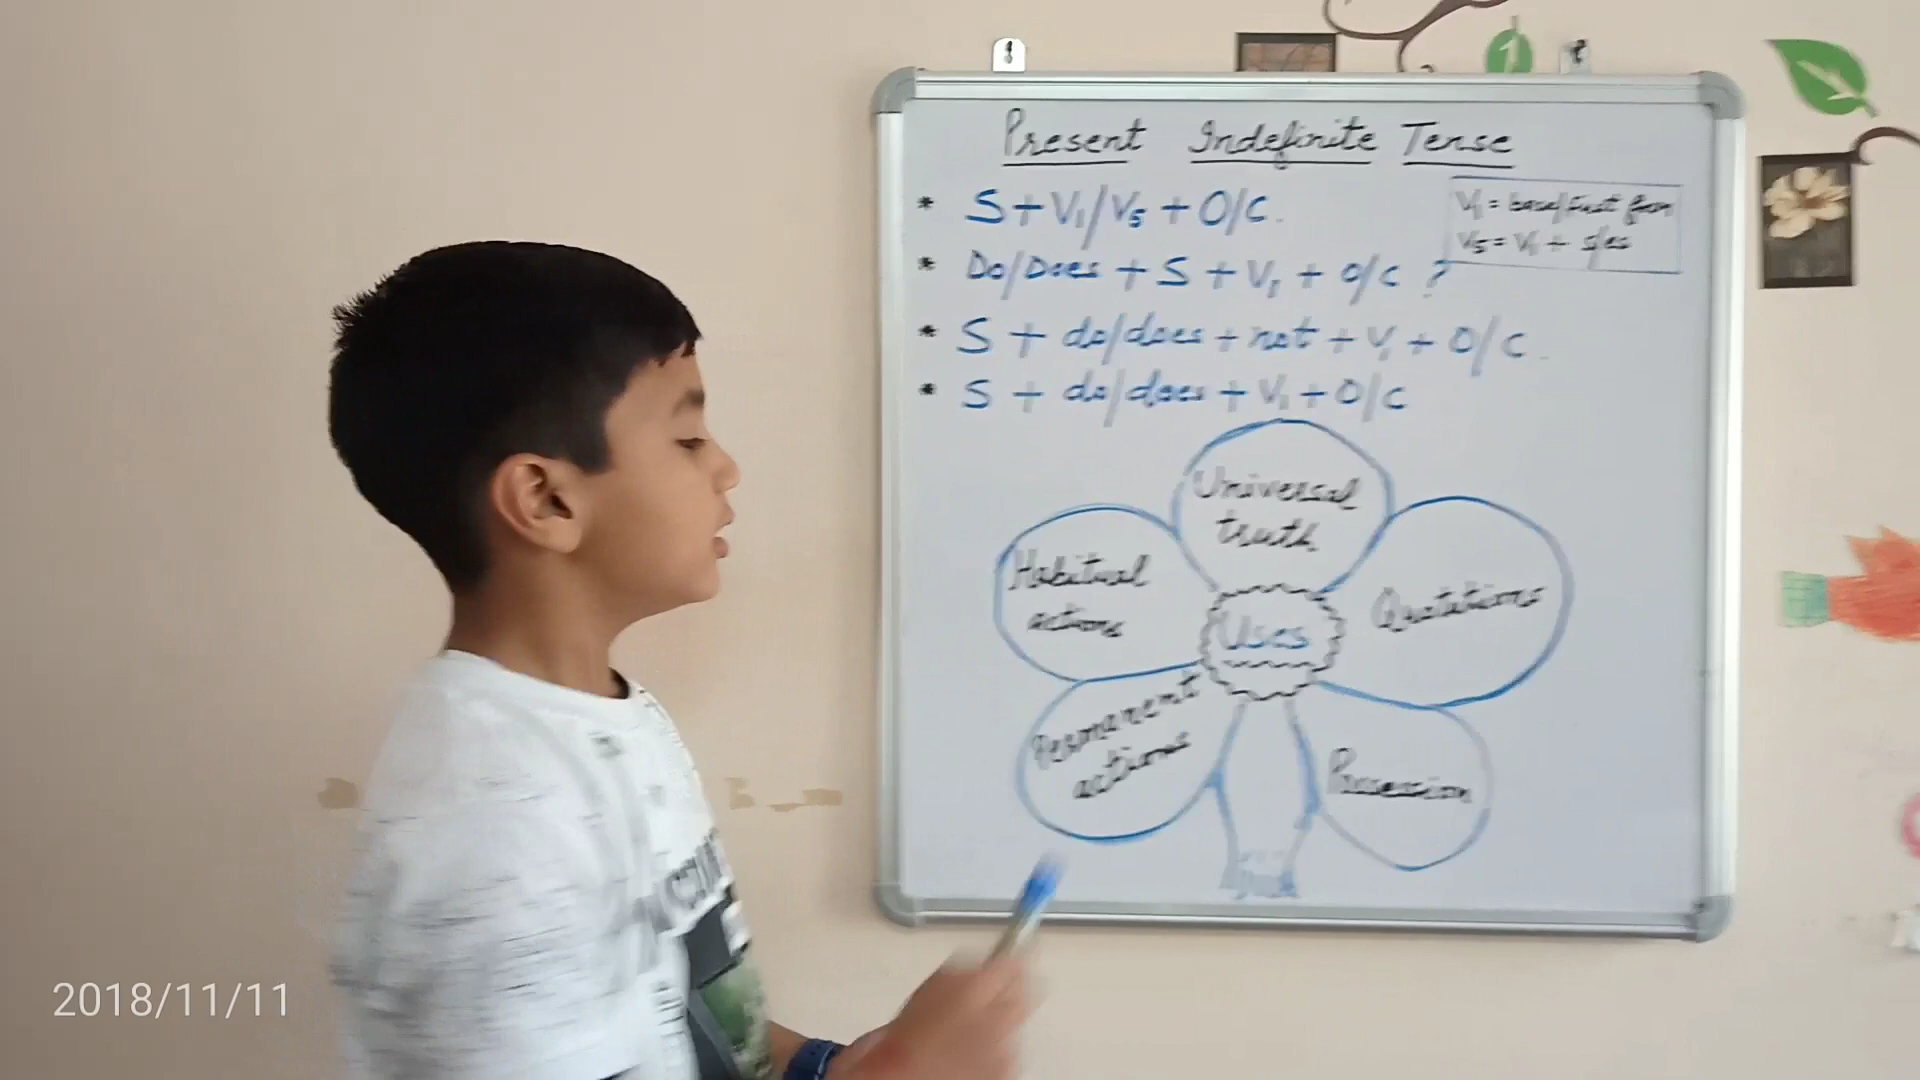 Present Indefinite Tense
* S + V1/V5 + O/C.
V1 = base/First form
V5 = V1 + s/es
* Do/Does + S + V1 + O/C ?
* S + do/does + not + V1 + O/C.
* S + do/does + V1 + O/C
Universal
truth
Habitual
actions
Quotations
Uses
Permanent
actions
Possession
2018/11/11